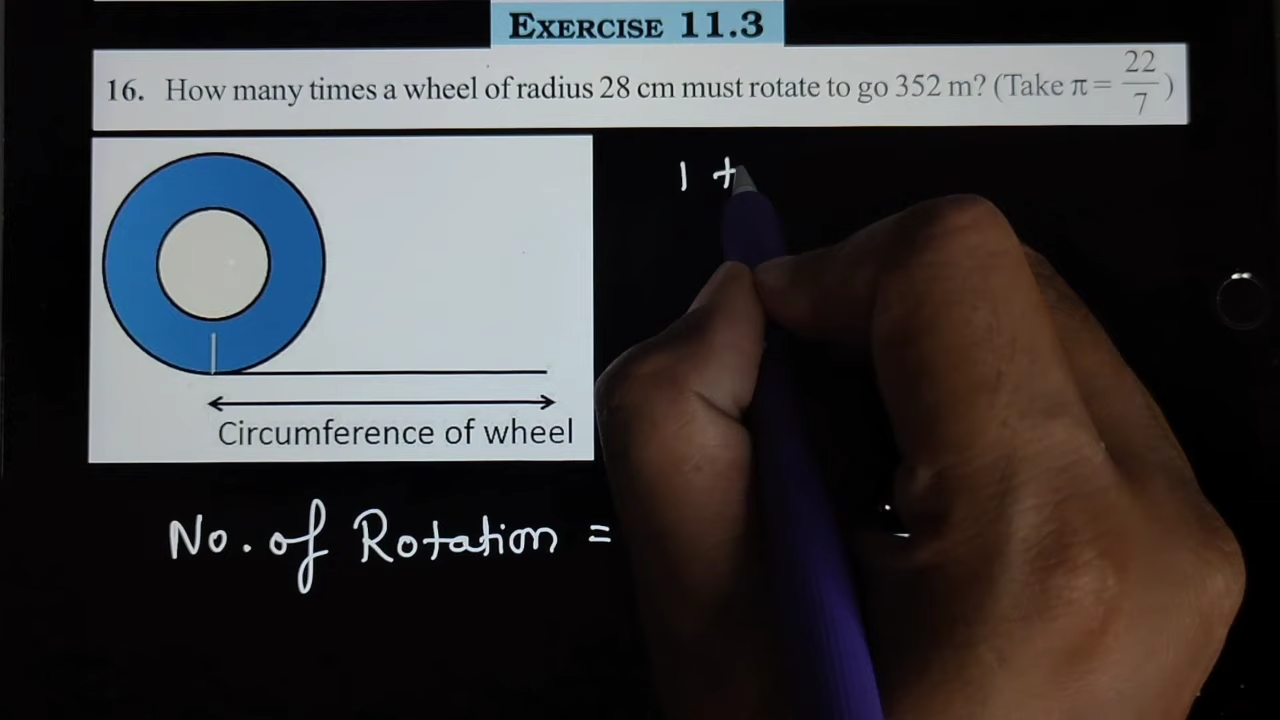 EXERCISE 11.3
16. How many times a wheel of radius 28 cm must rotate to go 352 m? (Take π = 22/7)
1 +
Circumference of wheel
No. of Rotation =